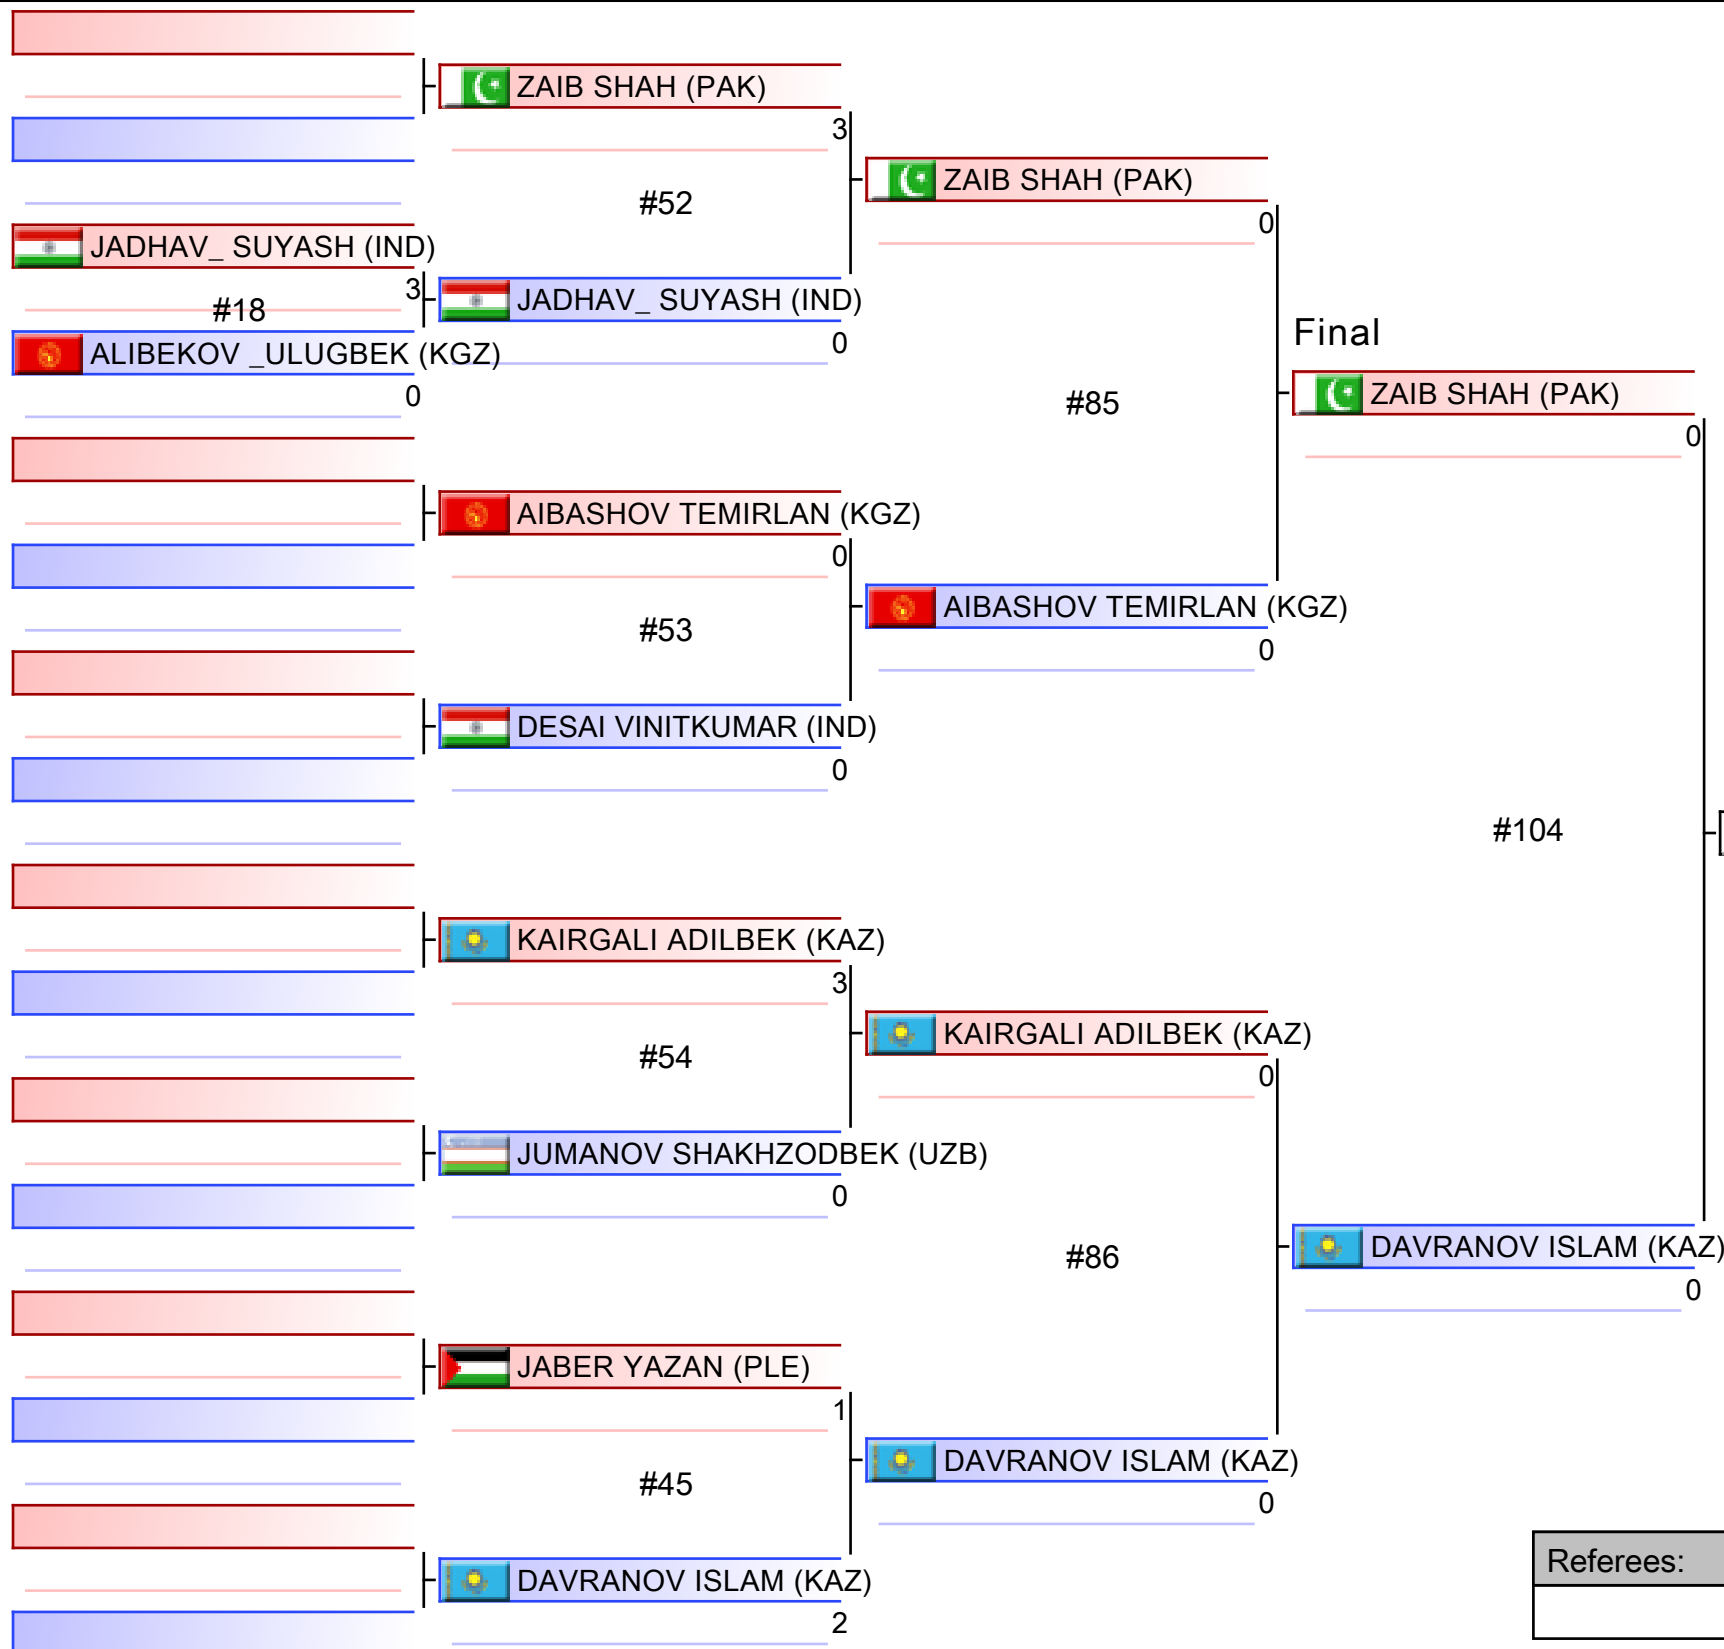 ZAIB SHAH (PAK)
3
#52
JADHAV_ SUYASH (IND)
3
#18
ALIBEKOV _ULUGBEK (KGZ)
0
JADHAV_ SUYASH (IND)
0
ZAIB SHAH (PAK)
0
#85
AIBASHOV TEMIRLAN (KGZ)
0
#53
DESAI VINITKUMAR (IND)
0
AIBASHOV TEMIRLAN (KGZ)
0
Final
ZAIB SHAH (PAK)
0
#104
KAIRGALI ADILBEK (KAZ)
3
#54
JUMANOV SHAKHZODBEK (UZB)
0
KAIRGALI ADILBEK (KAZ)
0
#86
DAVRANOV ISLAM (KAZ)
0
JABER YAZAN (PLE)
1
#45
DAVRANOV ISLAM (KAZ)
2
DAVRANOV ISLAM (KAZ)
0
Referees: